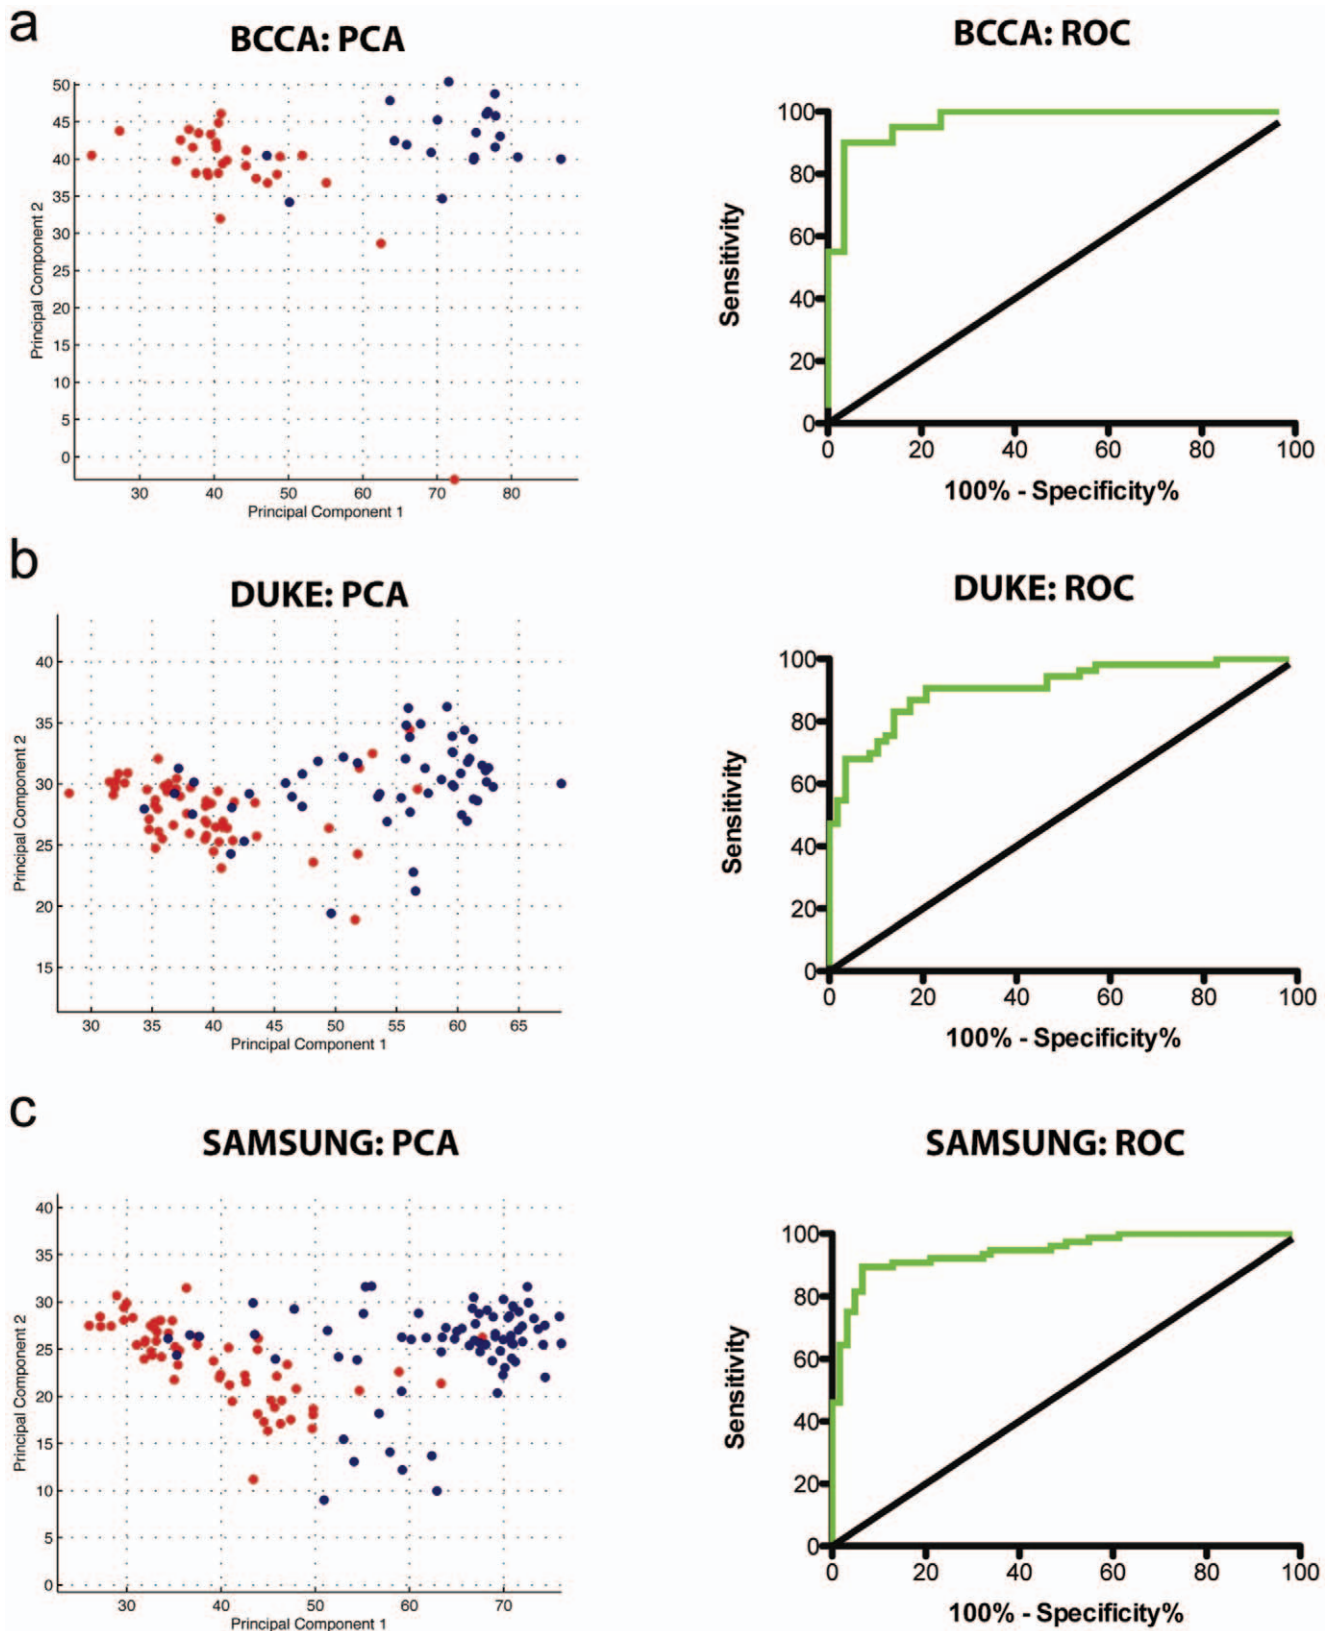 a
BCCA: PCA
50
45
40
35
30
25
20
15
10
5
0
Principal Component 2
30 40 50 60 70 80
Principal Component 1
BCCA: ROC
100
80
60
40
20
0
Sensitivity
0 20 40 60 80 100
100% - Specificity%
b
DUKE: PCA
40
35
30
25
20
15
Principal Component 2
30 35 40 45 50 55 60 65
Principal Component 1
DUKE: ROC
100
80
60
40
20
0
Sensitivity
0 20 40 60 80 100
100% - Specificity%
c
SAMSUNG: PCA
40
35
30
25
20
15
10
5
0
Principal Component 2
30 40 50 60 70
Principal Component 1
SAMSUNG: ROC
100
80
60
40
20
0
Sensitivity
0 20 40 60 80 100
100% - Specificity%